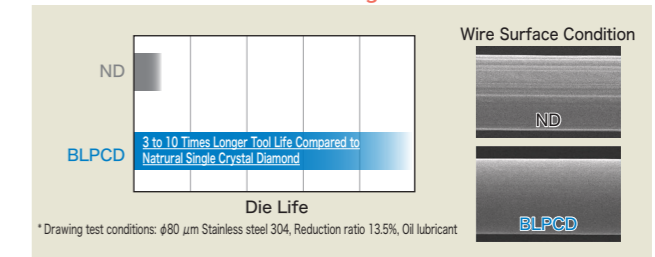 Wire Surface Condition
ND
3 to 10 Times Longer Tool Life Compared to
Natrural Single Crystal Diamond
BLPCD
Die Life
* Drawing test conditions: φ80 μm Stainless steel 304, Reduction ratio 13.5%, Oil lubricant
ND
BLPCD